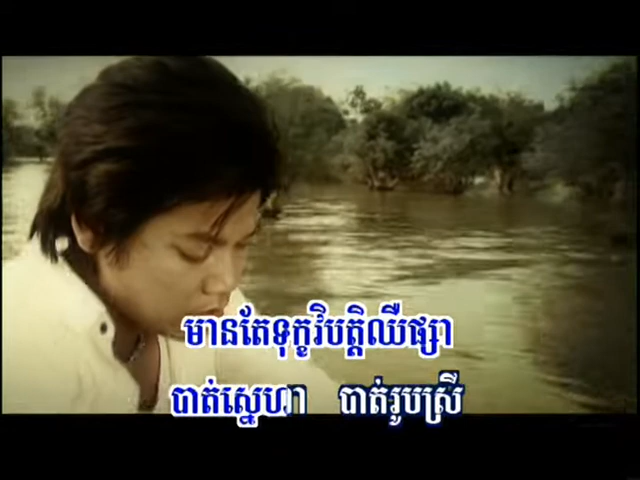 មានតែទុក្ខវិបត្តិឈឺផ្សា
បាត់ស្នេហា បាត់រូបស្រី